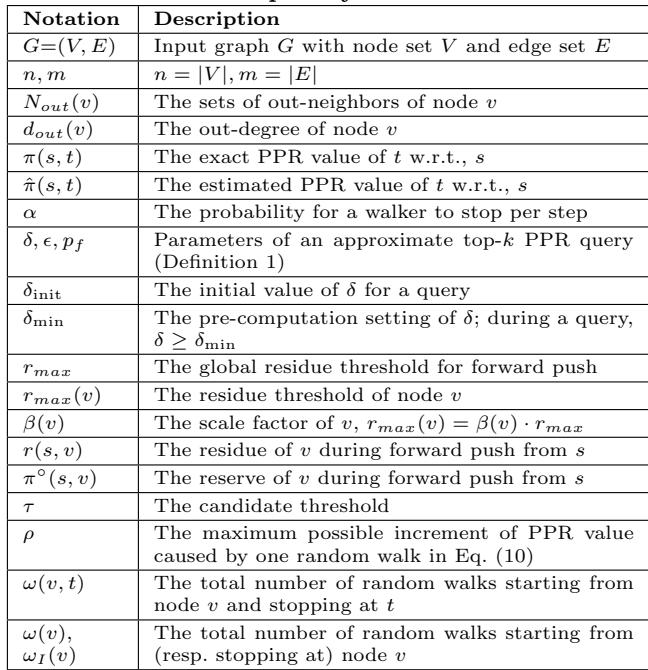 Notation Description
G=(V, E) Input graph G with node set V and edge set E
n, m n = |V|, m = |E|
N_out(v) The sets of out-neighbors of node v
d_out(v) The out-degree of node v
π(s, t) The exact PPR value of t w.r.t., s
π̂(s, t) The estimated PPR value of t w.r.t., s
α The probability for a walker to stop per step
δ, ϵ, p_f Parameters of an approximate top-k PPR query
(Definition 1)
δ_init The initial value of δ for a query
δ_min The pre-computation setting of δ; during a query,
δ ≥ δ_min
r_max The global residue threshold for forward push
r_max(v) The residue threshold of node v
β(v) The scale factor of v, r_max(v) = β(v) · r_max
r(s, v) The residue of v during forward push from s
π°(s, v) The reserve of v during forward push from s
τ The candidate threshold
ρ The maximum possible increment of PPR value
caused by one random walk in Eq. (10)
ω(v, t) The total number of random walks starting from
node v and stopping at t
ω(v), The total number of random walks starting from
ω_I(v) (resp. stopping at) node v